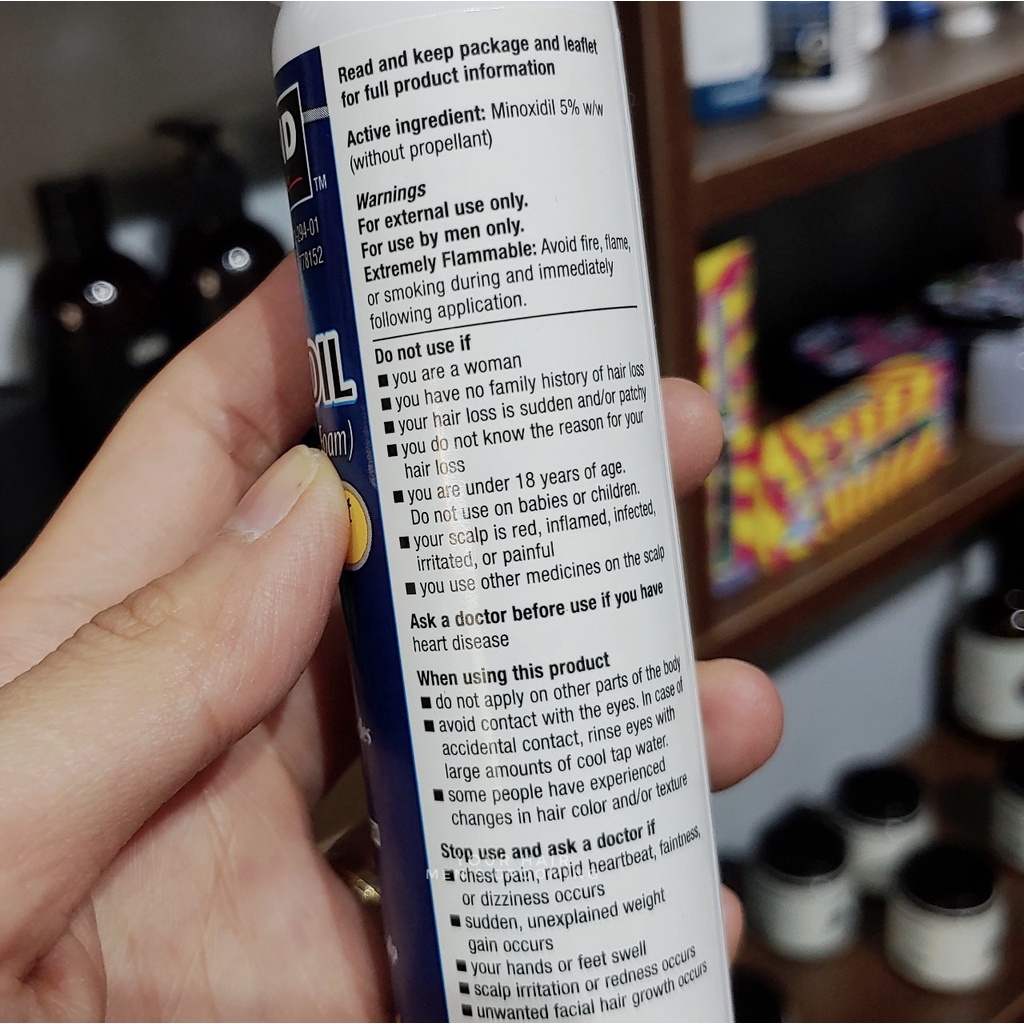 Read and keep package and leaflet
for full product information
Active ingredient: Minoxidil 5% w/w
(without propellant)
Warnings
For external use only.
For use by men only.
Extremely Flammable: Avoid fire, flame,
or smoking during and immediately
following application.
Do not use if
■ you are a woman
■ you have no family history of hair loss
■ your hair loss is sudden and/or patchy
■ you do not know the reason for your
hair loss
■ you are under 18 years of age.
Do not use on babies or children.
■ your scalp is red, inflamed, infected,
irritated, or painful
■ you use other medicines on the scalp
Ask a doctor before use if you have
heart disease
When using this product
■ do not apply on other parts of the body
■ avoid contact with the eyes. In case of
accidental contact, rinse eyes with
large amounts of cool tap water.
■ some people have experienced
changes in hair color and/or texture
Stop use and ask a doctor if
■ chest pain, rapid heartbeat, faintness,
or dizziness occurs
■ sudden, unexplained weight
gain occurs
■ your hands or feet swell
■ scalp irritation or redness occurs
■ unwanted facial hair growth occurs
D
TM
294-01
78152
OIL
oam)
YOUR HAIR